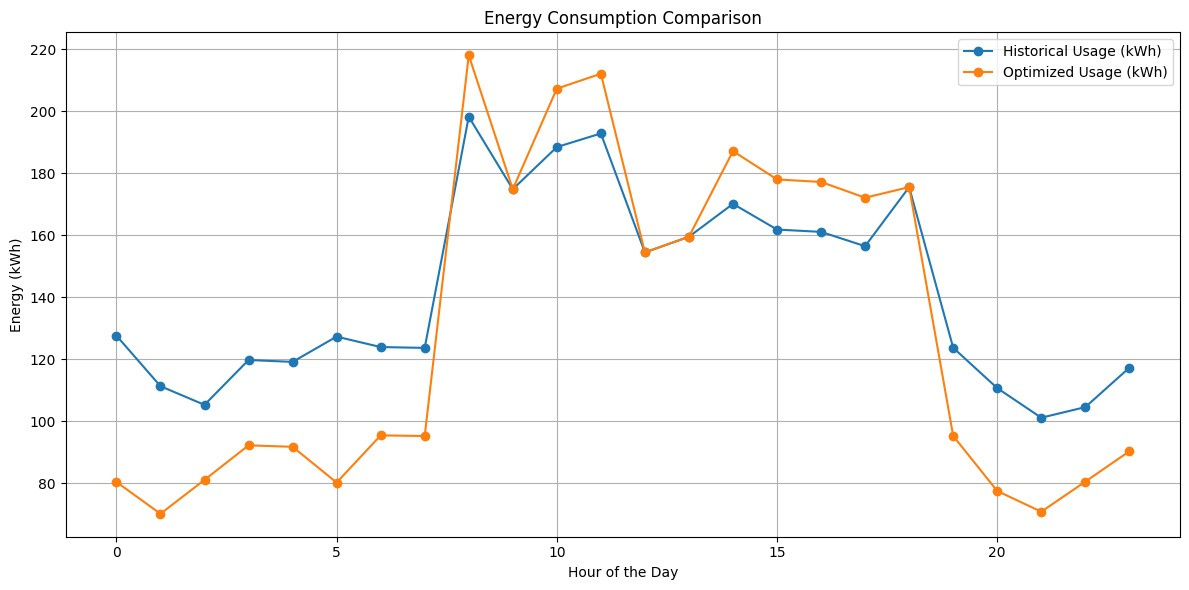 Energy Consumption Comparison
Historical Usage (kWh)
Optimized Usage (kWh)
Energy (kWh)
220
200
180
160
140
120
100
80
0 5 10 15 20
Hour of the Day